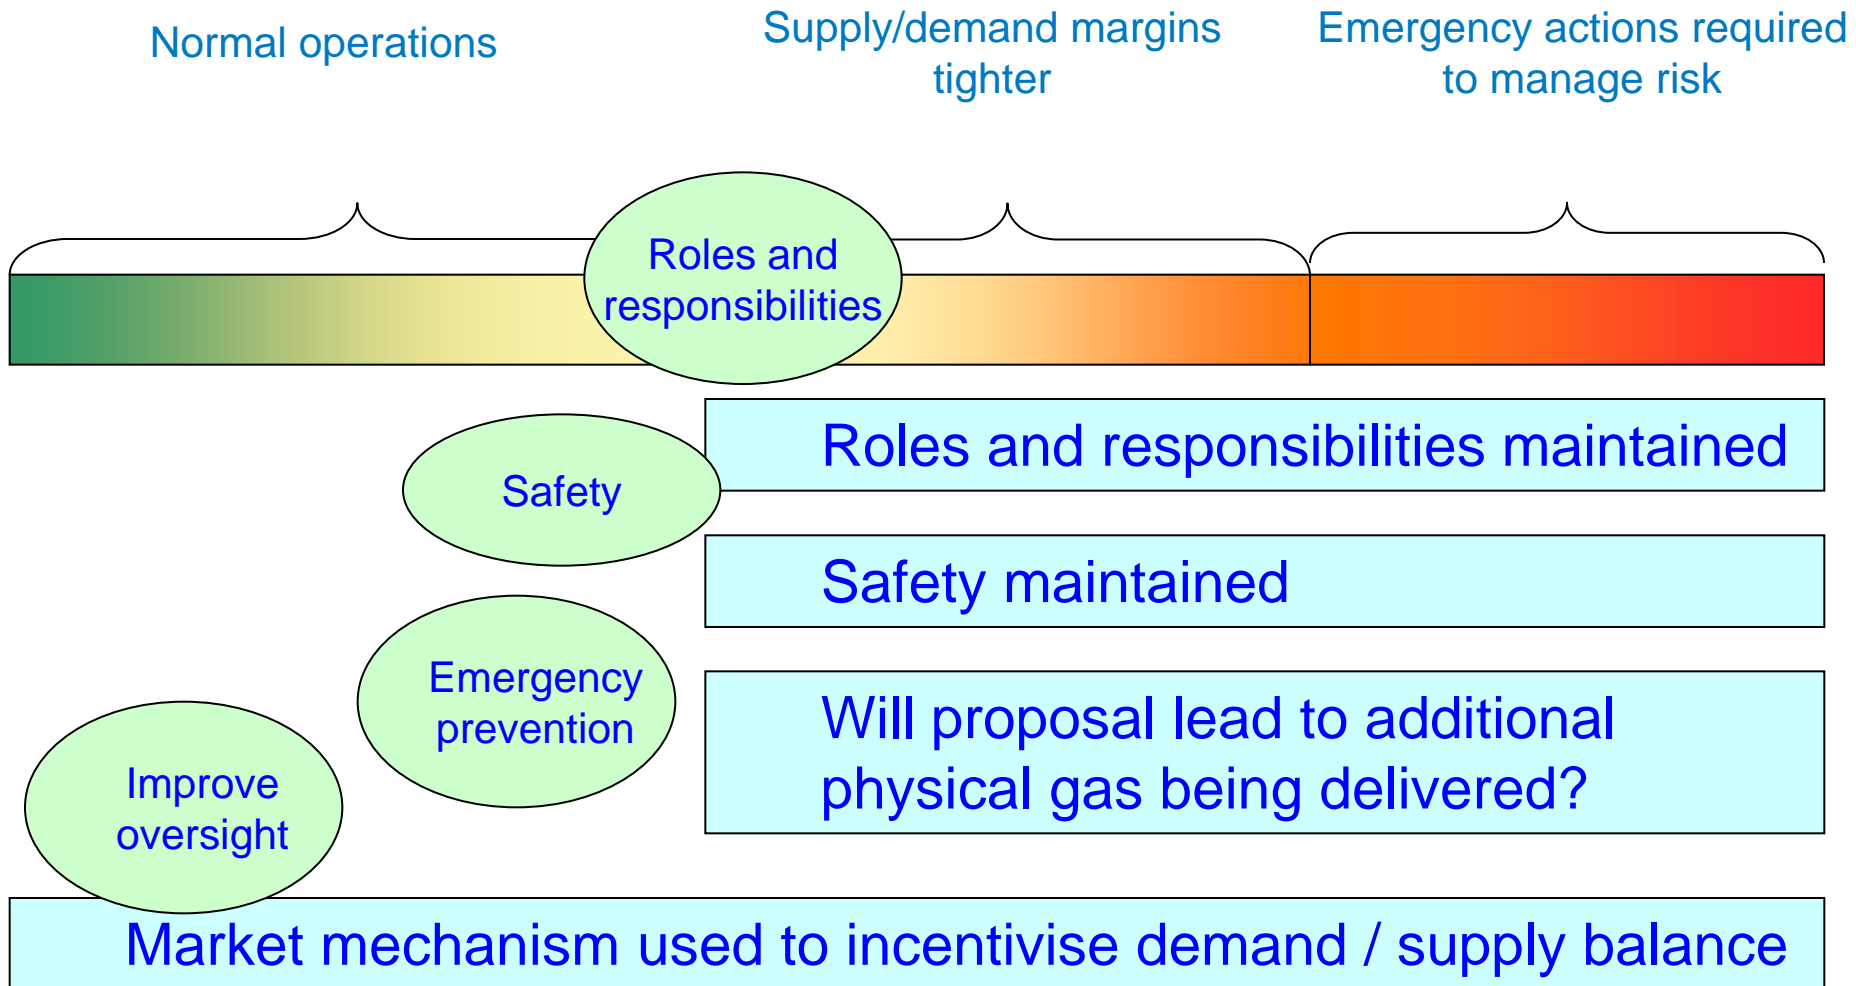 Normal operations
Supply/demand margins
tighter
Emergency actions required
to manage risk
Roles and
responsibilities
Roles and responsibilities maintained
Safety
Safety maintained
Emergency
prevention
Will proposal lead to additional
physical gas being delivered?
Improve
oversight
Market mechanism used to incentivise demand / supply balance